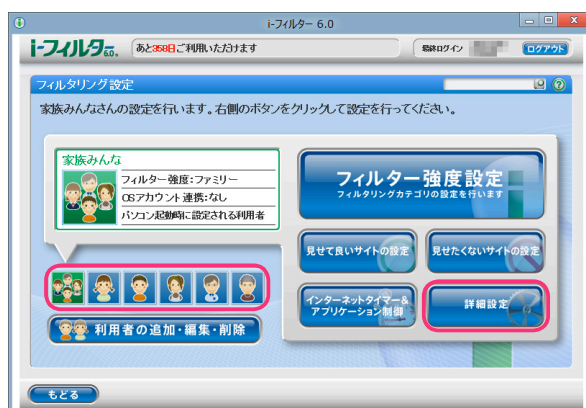 i-フィルター 6.0
i-フィルター6.0
あと358日ご利用いただけます
最終ログイン
ログアウト
フィルタリング設定
家族みんなさんの設定を行います。右側のボタンをクリックして設定を行ってください。
家族みんな
フィルター強度:ファミリー
OSアカウント連携:なし
パソコン起動時に設定される利用者
フィルター強度設定
フィルタリングカテゴリの設定を行います
見せて良いサイトの設定
見せたくないサイトの設定
インターネットタイマー&
アプリケーション制御
詳細設定
利用者の追加・編集・削除
もどる